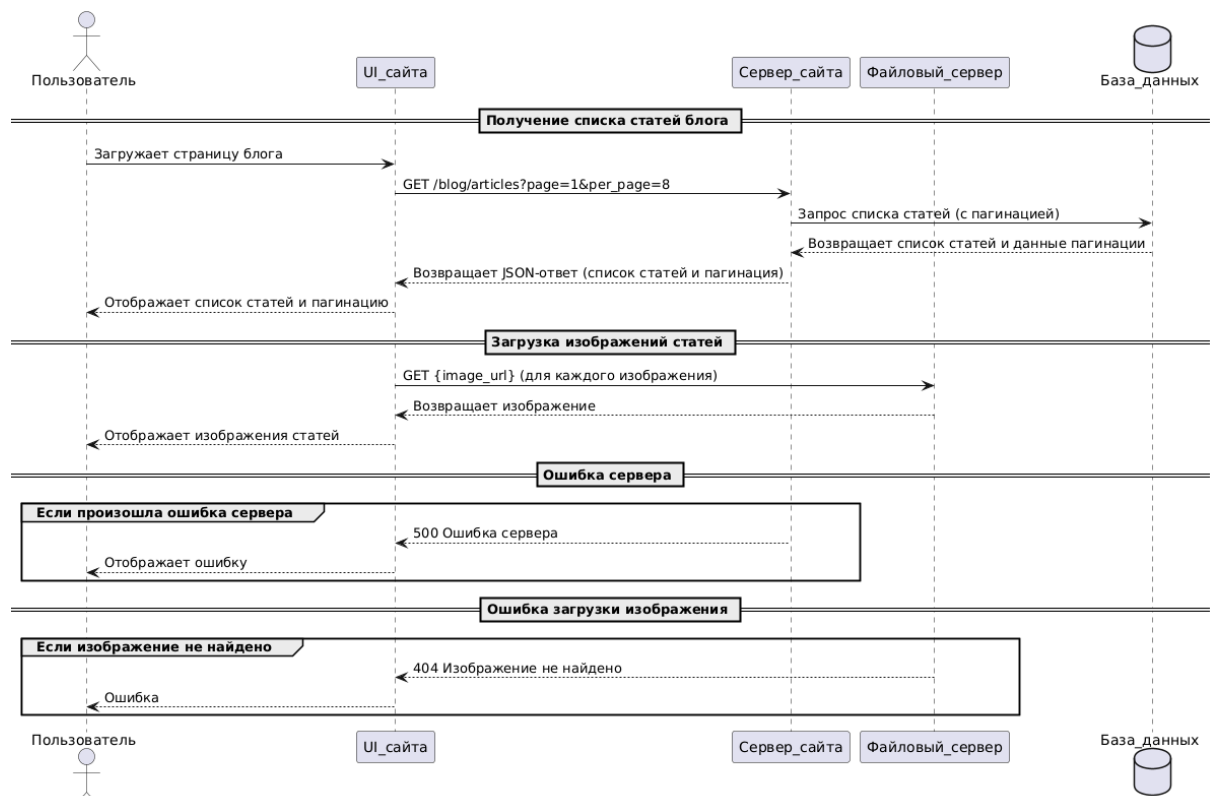 Пользователь
UI_сайта
Сервер_сайта
Файловый_сервер
База_данных
Получение списка статей блога
Загружает страницу блога
GET /blog/articles?page=1&per_page=8
Запрос списка статей (с пагинацией)
Возвращает список статей и данные пагинации
Возвращает JSON-ответ (список статей и пагинация)
Отображает список статей и пагинацию
Загрузка изображений статей
GET {image_url} (для каждого изображения)
Возвращает изображение
Отображает изображения статей
Ошибка сервера
Если произошла ошибка сервера
500 Ошибка сервера
Отображает ошибку
Ошибка загрузки изображения
Если изображение не найдено
404 Изображение не найдено
Ошибка
Пользователь
UI_сайта
Сервер_сайта
Файловый_сервер
База_данных